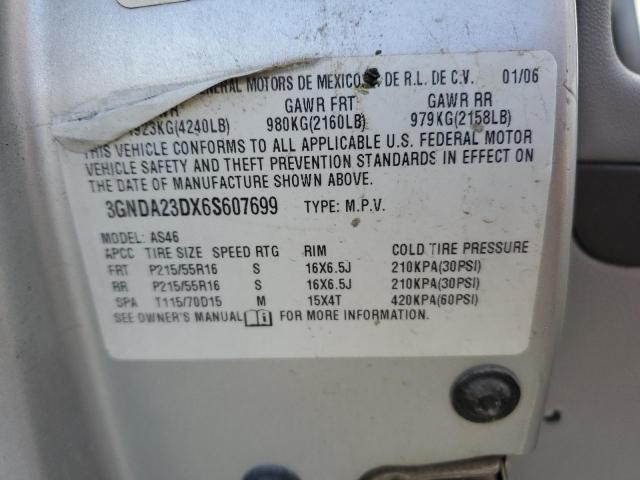 MOTORS DE MEXICO, S. DE R.L. DE C.V. 01/06
GAWR FRT GAWR RR
(4240LB) 980KG(2160LB) 979KG(2158LB)
THIS VEHICLE CONFORMS TO ALL APPLICABLE U.S. FEDERAL MOTOR
VEHICLE SAFETY AND THEFT PREVENTION STANDARDS IN EFFECT ON
THE DATE OF MANUFACTURE SHOWN ABOVE.
3GNDA23DX6S607699 TYPE: M.P.V.
MODEL: AS46
APCC TIRE SIZE SPEED RTG RIM COLD TIRE PRESSURE
FRT P215/55R16 S 16X6.5J 210KPA(30PSI)
RR P215/55R16 S 16X6.5J 210KPA(30PSI)
SPA T115/70D15 M 15X4T 420KPA(60PSI)
SEE OWNER'S MANUAL FOR MORE INFORMATION.